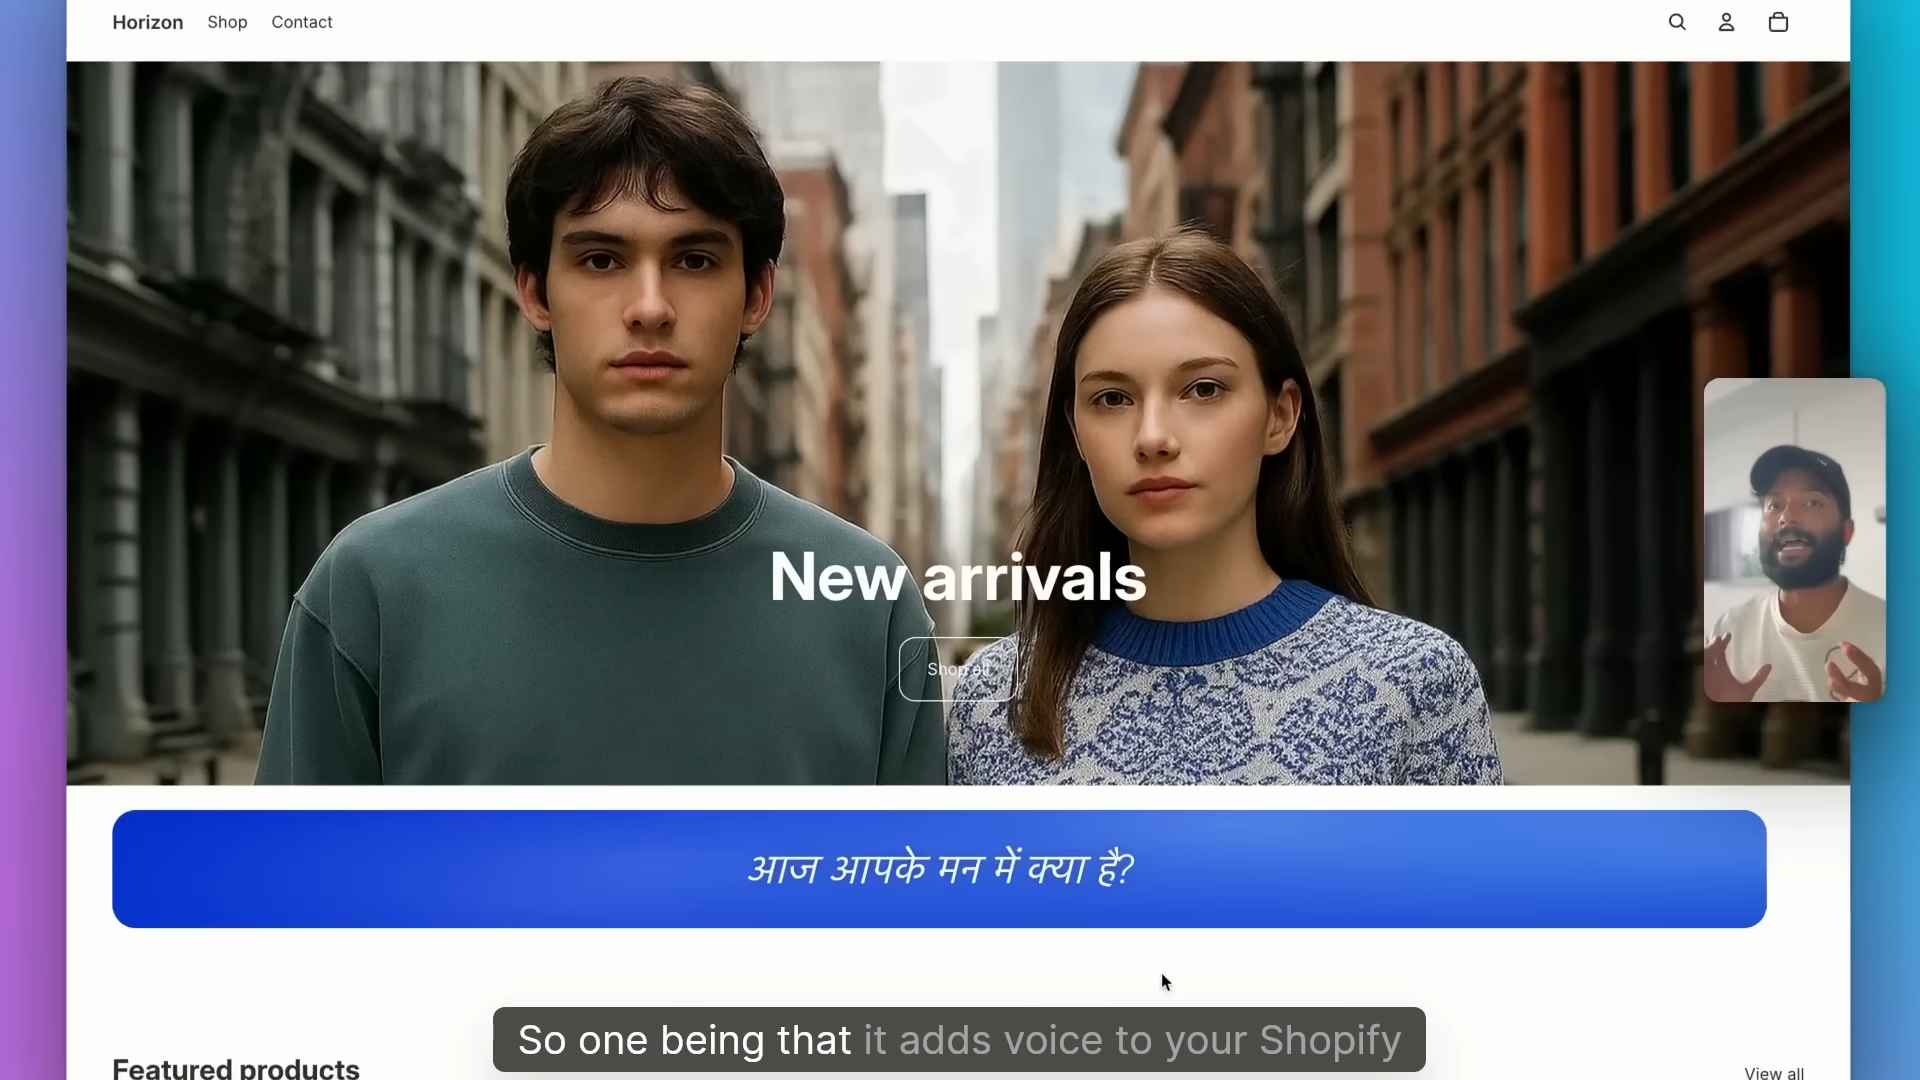 Horizon Shop Contact
New arrivals
Shop all
आज आपके मन में क्या है?
Featured products
View all
So one being that it adds voice to your Shopify